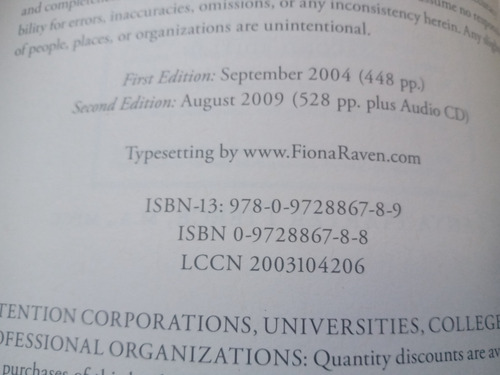 and
bility for errors, inaccuracies, omissions, or any inconsistency herein. Any
of people, places, or organizations are unintentional.
First Edition: September 2004 (448 pp.)
Second Edition: August 2009 (528 pp. plus Audio CD)
Typesetting by www.FionaRaven.com
ISBN-13: 978-0-9728867-8-9
ISBN 0-9728867-8-8
LCCN 2003104206
TENTION CORPORATIONS, UNIVERSITIES, COLLEG
OFESSIONAL ORGANIZATIONS: Quantity discounts are av
purchases of this